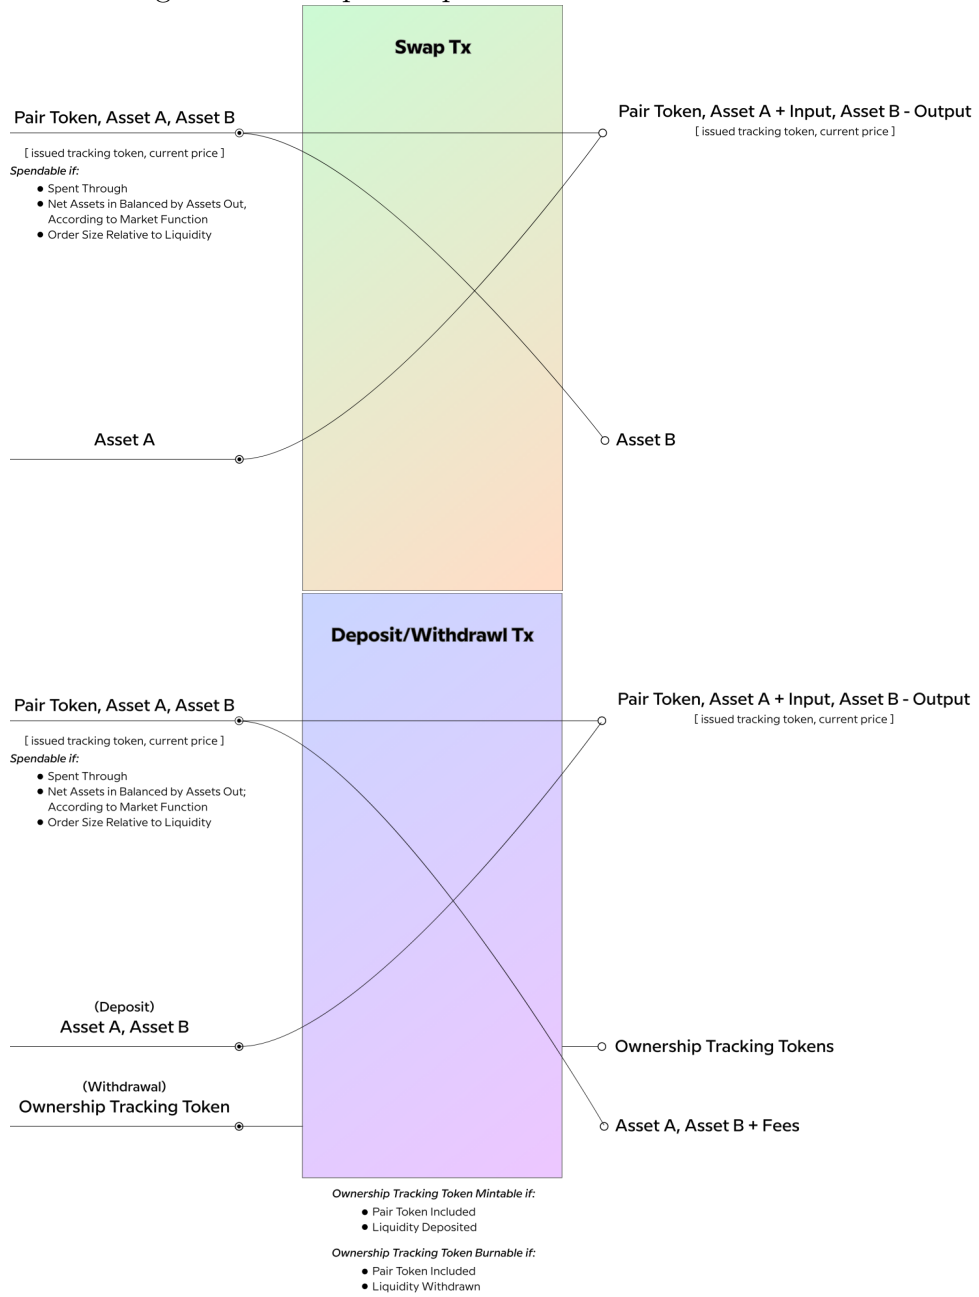 Swap Tx
Pair Token, Asset A, Asset B
[ issued tracking token, current price ]
Spendable if:
● Spent Through
● Net Assets in Balanced by Assets Out,
According to Market Function
● Order Size Relative to Liquidity
Pair Token, Asset A + Input, Asset B - Output
[ issued tracking token, current price ]
Asset A
Asset B
Deposit/Withdrawl Tx
Pair Token, Asset A, Asset B
[ issued tracking token, current price ]
Spendable if:
● Spent Through
● Net Assets in Balanced by Assets Out;
According to Market Function
● Order Size Relative to Liquidity
Pair Token, Asset A + Input, Asset B - Output
[ issued tracking token, current price ]
(Deposit)
Asset A, Asset B
(Withdrawal)
Ownership Tracking Token
Ownership Tracking Tokens
Asset A, Asset B + Fees
Ownership Tracking Token Mintable if:
● Pair Token Included
● Liquidity Deposited
Ownership Tracking Token Burnable if:
● Pair Token Included
● Liquidity Withdrawn